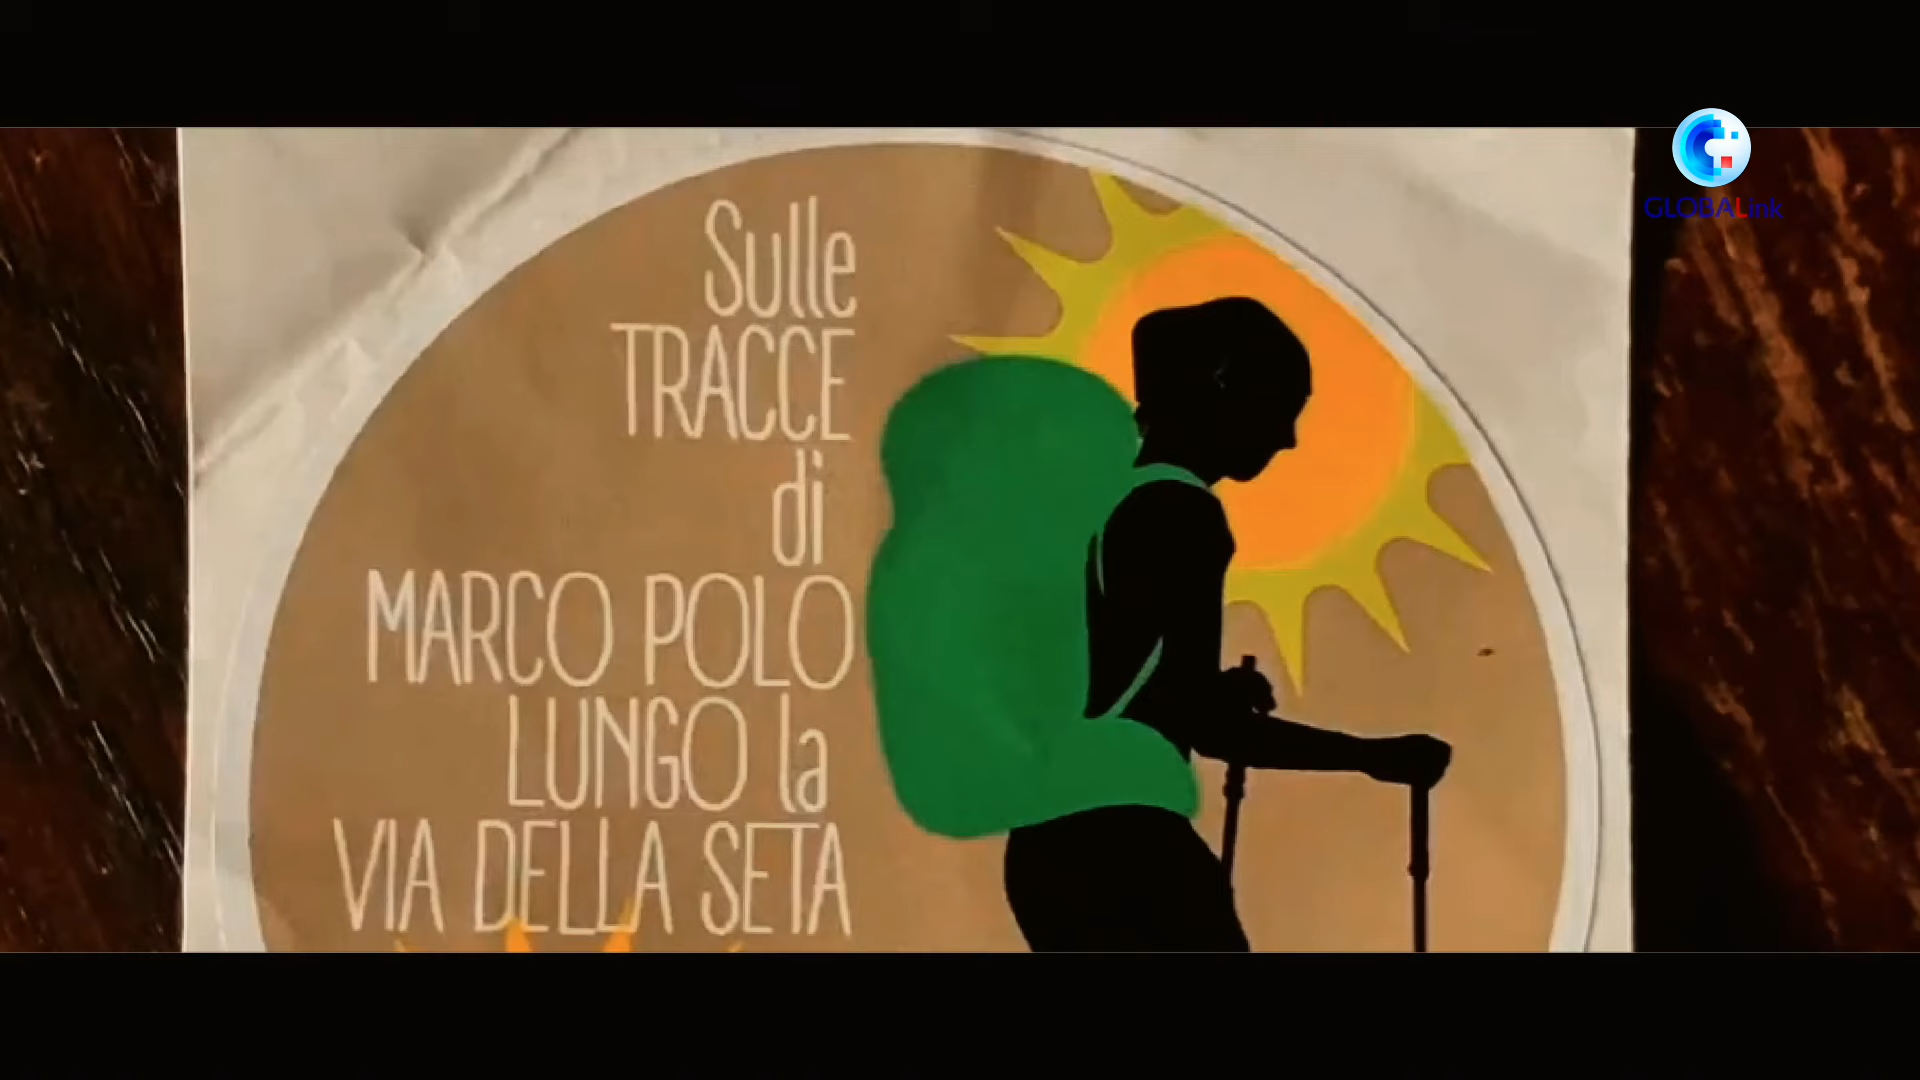 GLOBALink
Sulle
TRACCE
di
MARCO POLO
LUNGO la
VIA DELLA SETA